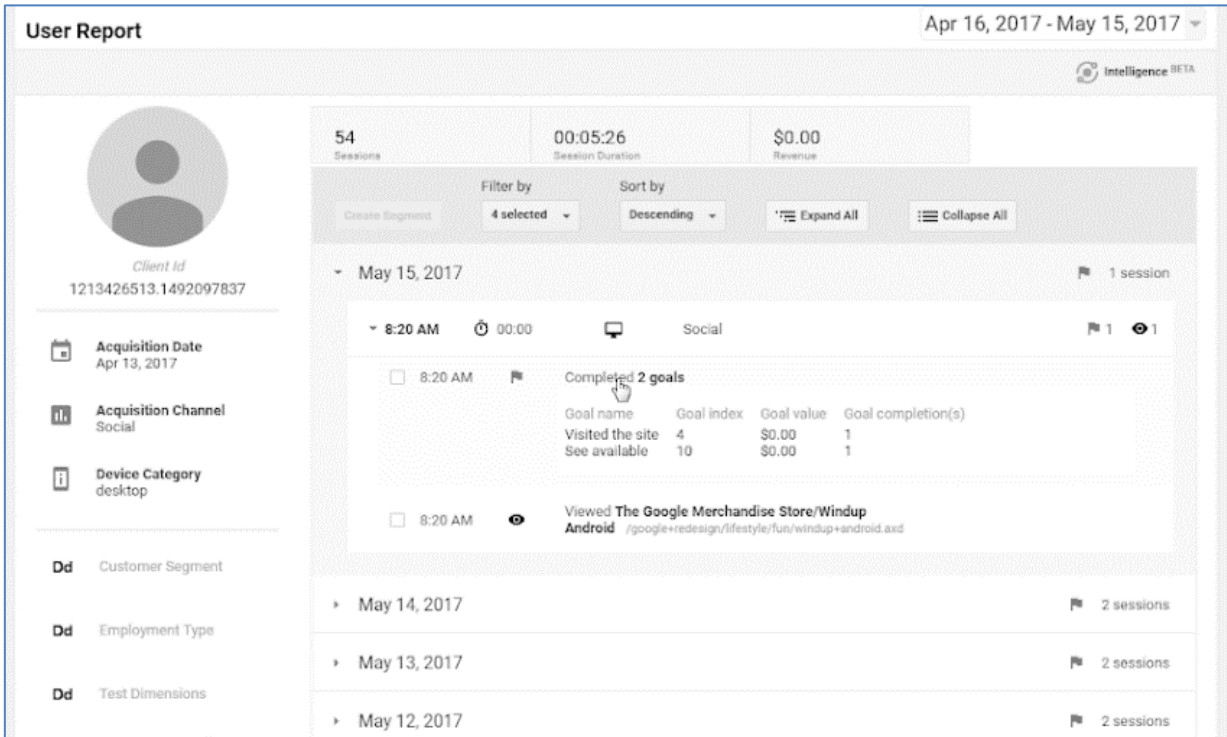 User Report
Apr 16, 2017 - May 15, 2017
Intelligence BETA
54
Sessions
00:05:26
Session Duration
$0.00
Revenue
Filter by
Sort by
Create Segment
4 selected
Descending
Expand All
Collapse All
Client Id
1213426513.1492097837
Acquisition Date
Apr 13, 2017
Acquisition Channel
Social
Device Category
desktop
Dd Customer Segment
Dd Employment Type
Dd Test Dimensions
May 15, 2017 1 session
8:20 AM 00:00 Social 1 1
8:20 AM Completed 2 goals
Goal name Goal index Goal value Goal completion(s)
Visited the site 4 $0.00 1
See available 10 $0.00 1
8:20 AM Viewed The Google Merchandise Store/Windup
Android /google+redesign/lifestyle/fun/windup+android.axd
May 14, 2017 2 sessions
May 13, 2017 2 sessions
May 12, 2017 2 sessions